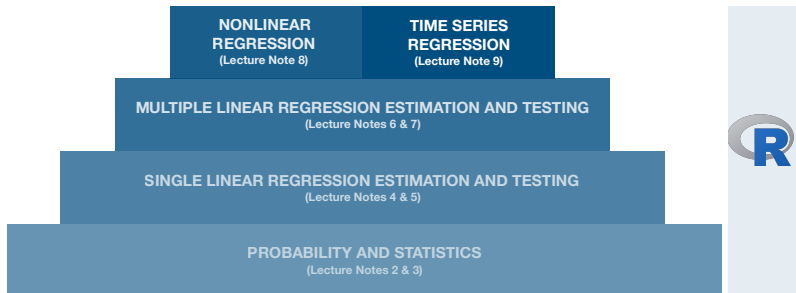 NONLINEAR
REGRESSION
(Lecture Note 8)
TIME SERIES
REGRESSION
(Lecture Note 9)
MULTIPLE LINEAR REGRESSION ESTIMATION AND TESTING
(Lecture Notes 6 & 7)
SINGLE LINEAR REGRESSION ESTIMATION AND TESTING
(Lecture Notes 4 & 5)
PROBABILITY AND STATISTICS
(Lecture Notes 2 & 3)
R